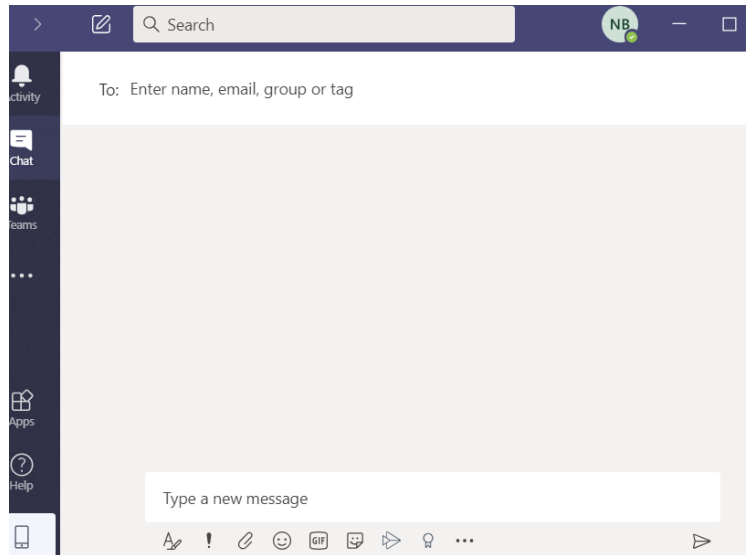 Search
NB
ctivity
To: Enter name, email, group or tag
Chat
Teams
Apps
Help
Type a new message
GIF